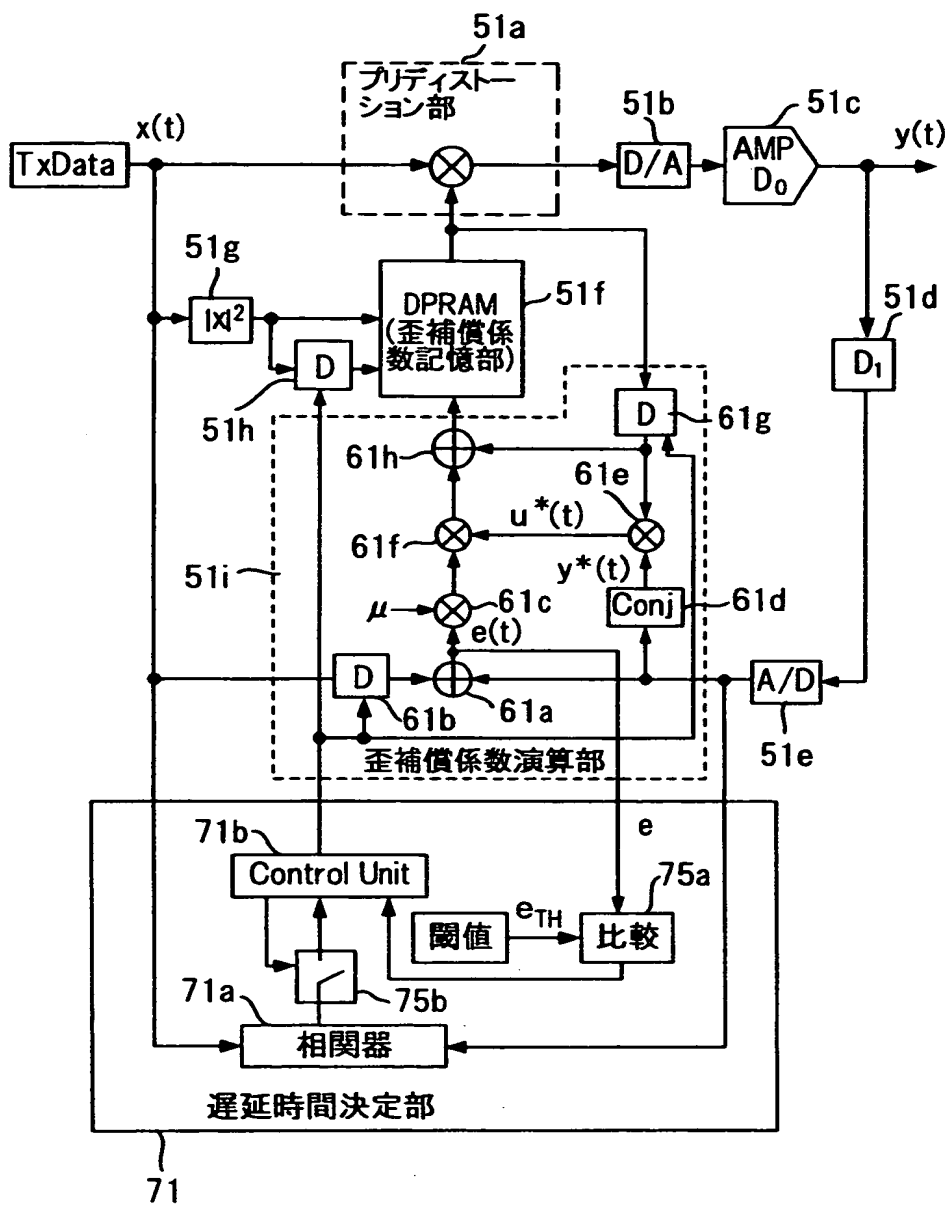 51a
プリディストー
ション部
51b
51c
x(t)
y(t)
TxData
D/A
AMP
D₀
51g
|x|²
DPRAM
(歪補償係
数記憶部)
51f
51d
D₁
D
51h
D
61g
61h
61e
u*(t)
61f
51i
y*(t)
μ
61c
Conj
61d
e(t)
D
A/D
61b
61a
51e
歪補償係数演算部
71b
e
Control Unit
75a
eTH
閾値
比較
71a
75b
相関器
遅延時間決定部
71